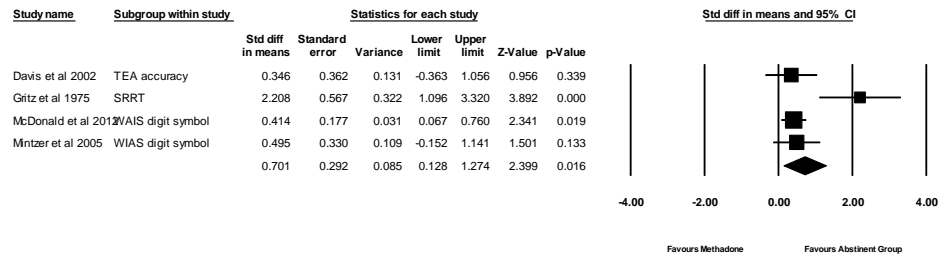 Study name Subgroup within study Statistics for each study Std diff in means and 95% CI
Std diff Standard Lower Upper
in means error Variance limit limit Z-Value p-Value
Davis et al 2002 TEA accuracy 0.346 0.362 0.131 -0.363 1.056 0.956 0.339
Gritz et al 1975 SRRT 2.208 0.567 0.322 1.096 3.320 3.892 0.000
McDonald et al 2012 WAIS digit symbol 0.414 0.177 0.031 0.067 0.760 2.341 0.019
Mintzer et al 2005 WIAS digit symbol 0.495 0.330 0.109 -0.152 1.141 1.501 0.133
0.701 0.292 0.085 0.128 1.274 2.399 0.016
-4.00 -2.00 0.00 2.00 4.00
Favours Methadone Favours Abstinent Group